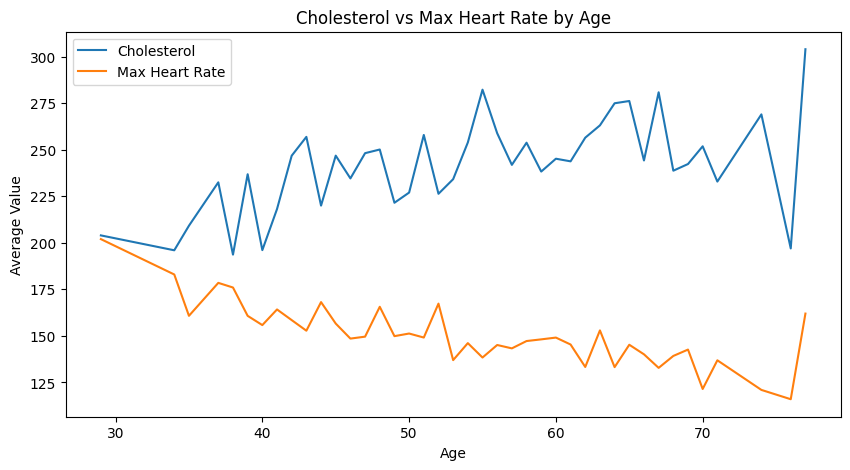 Cholesterol vs Max Heart Rate by Age
Cholesterol
Max Heart Rate
300
275
250
225
200
175
150
125
Average Value
30 40 50 60 70
Age